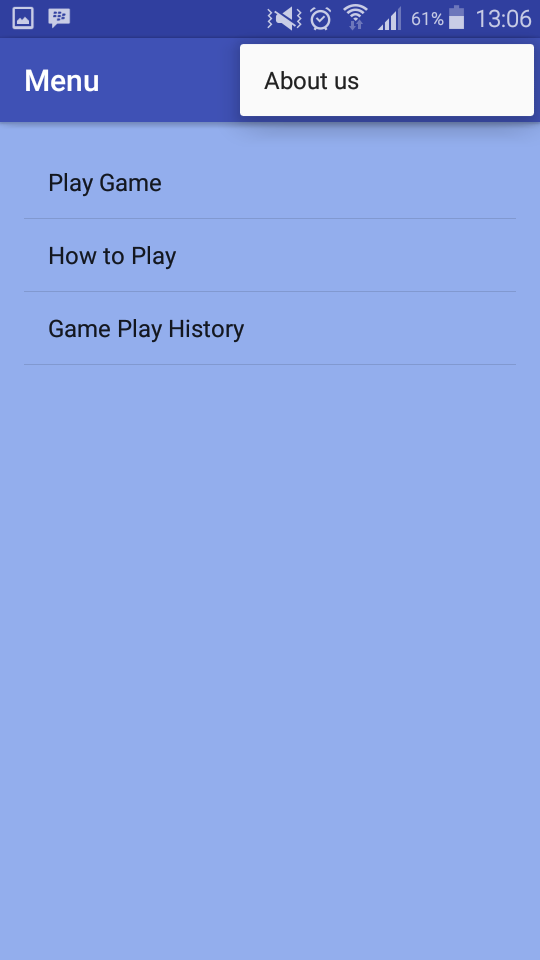 61% 13:06
Menu
About us
Play Game
How to Play
Game Play History